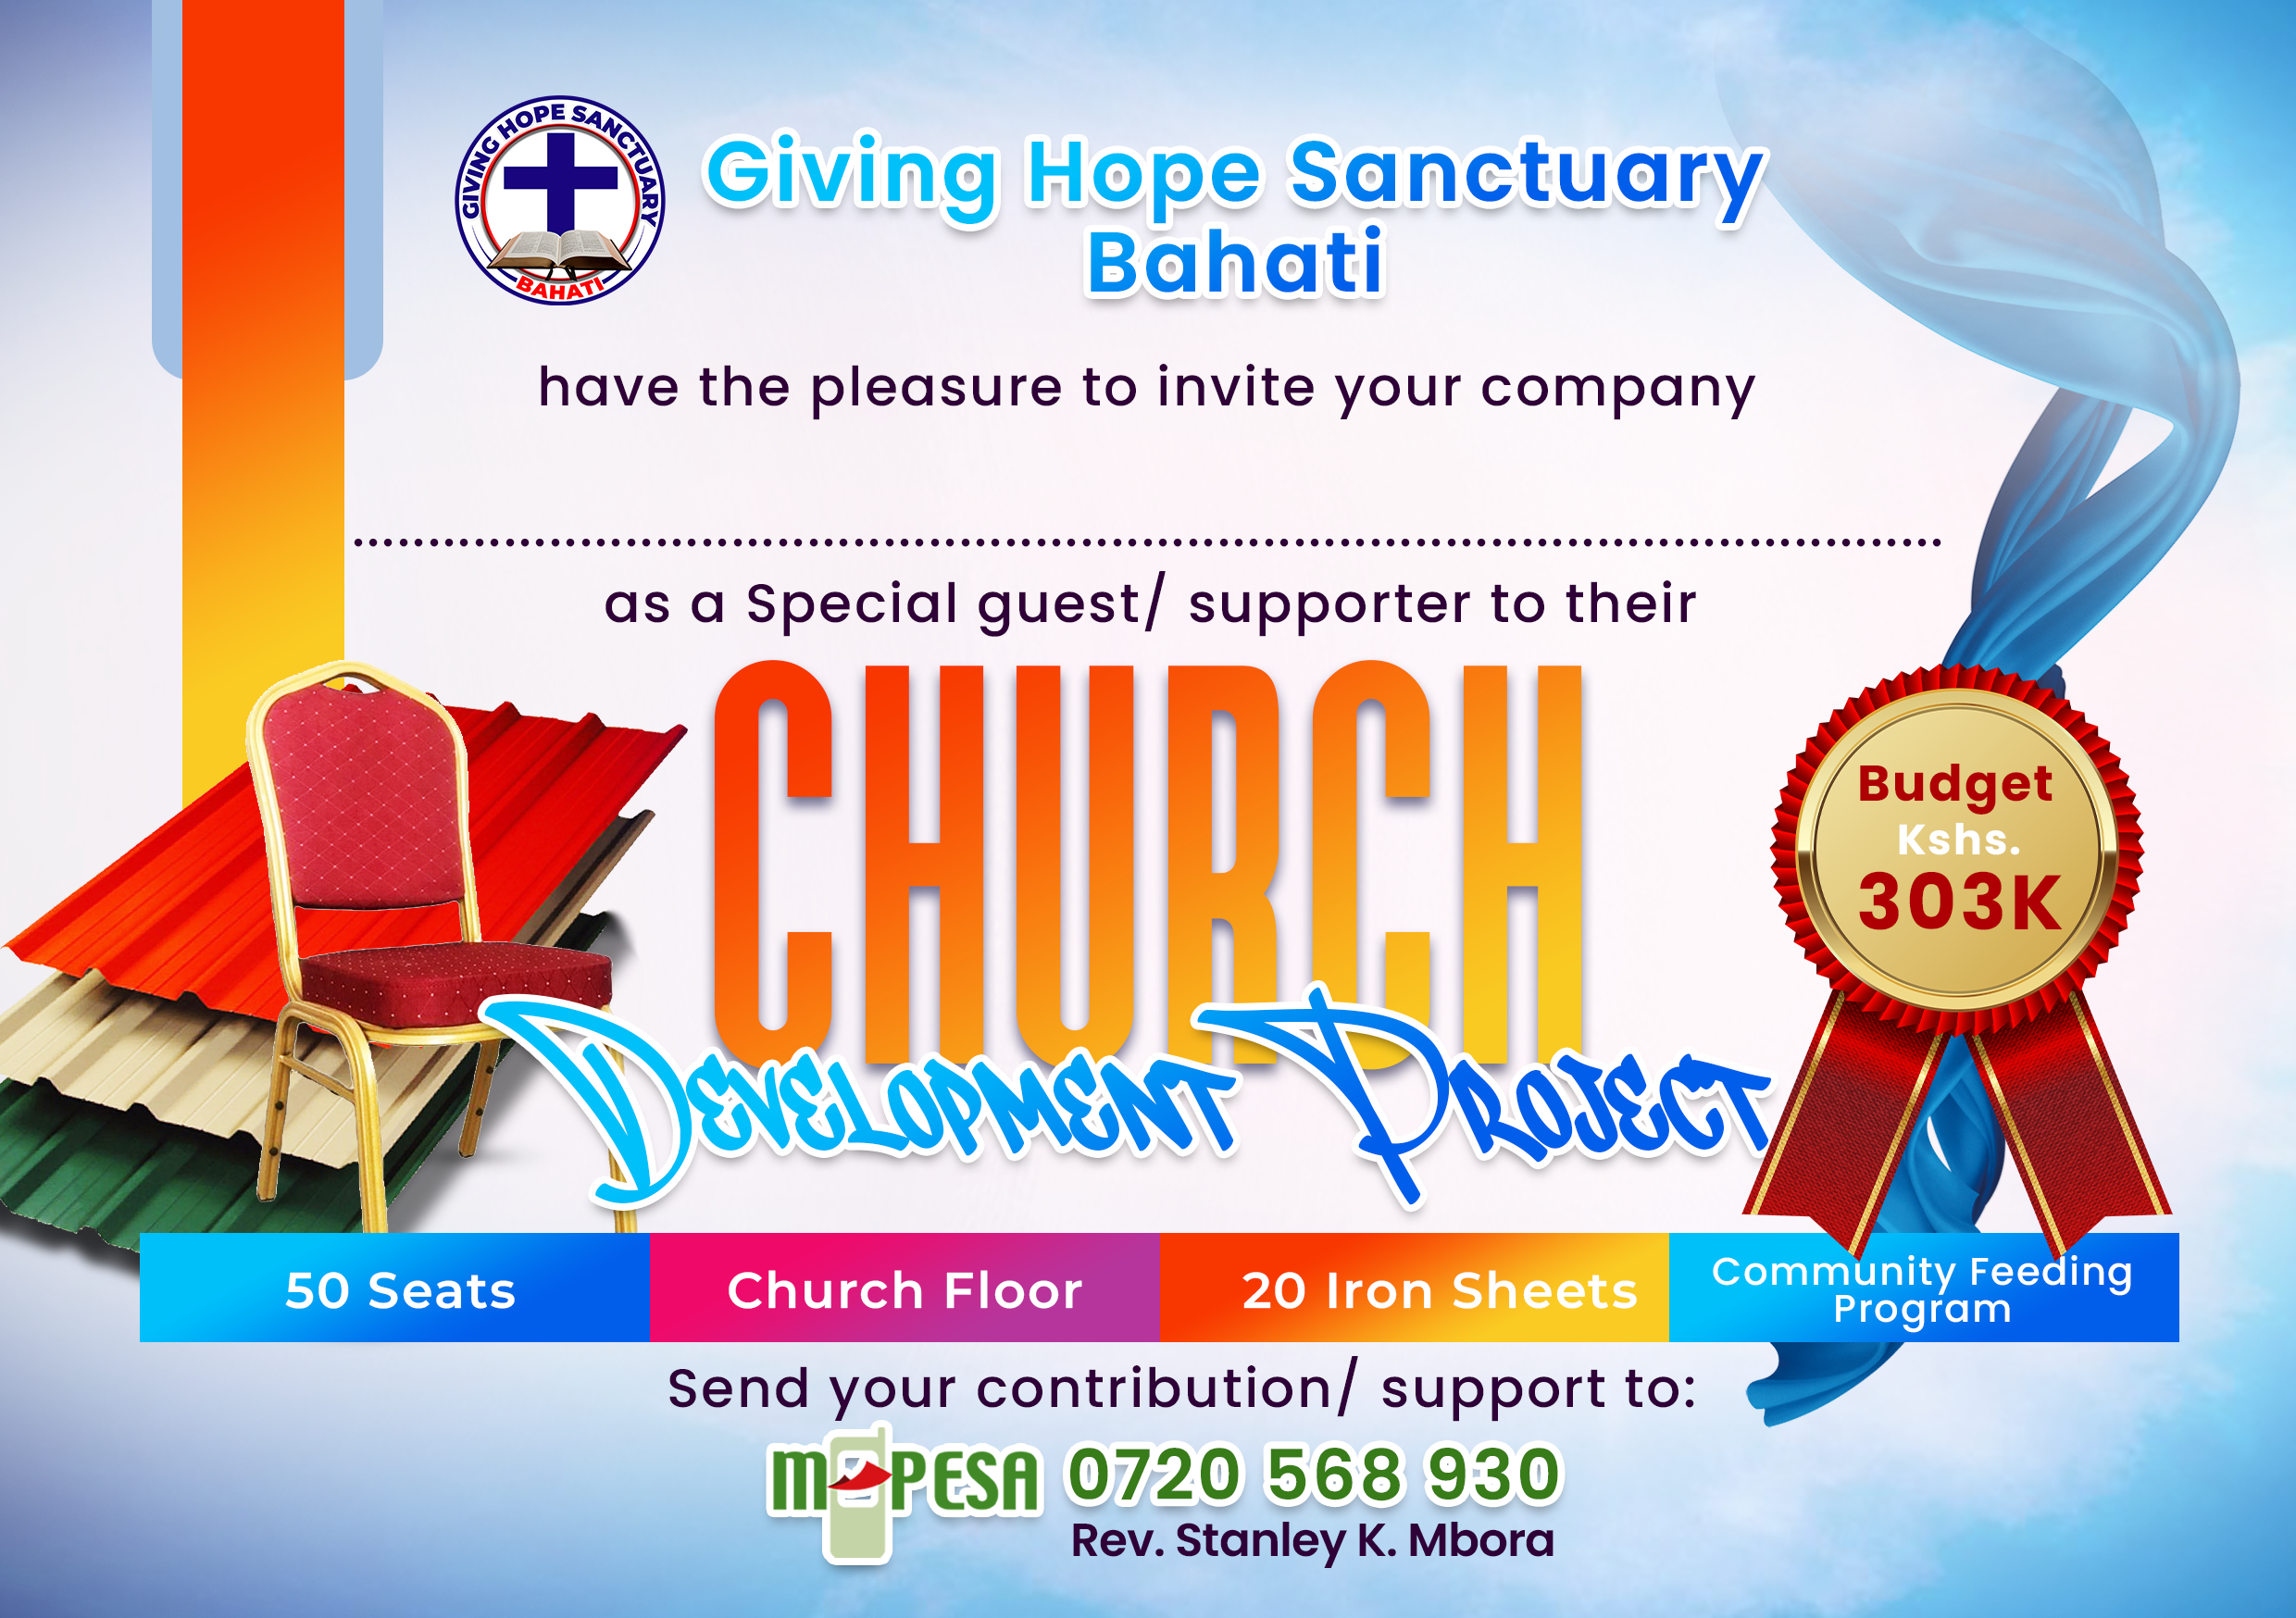 GIVING HOPE SANCTUARY
BAHATI
Giving Hope Sanctuary
Bahati
have the pleasure to invite your company
as a Special guest/ supporter to their
CHURCH
DEVELOPMENT PROJECT
Budget
Kshs.
303K
50 Seats
Church Floor
20 Iron Sheets
Community Feeding
Program
Send your contribution/ support to:
M-PESA 0720 568 930
Rev. Stanley K. Mbora